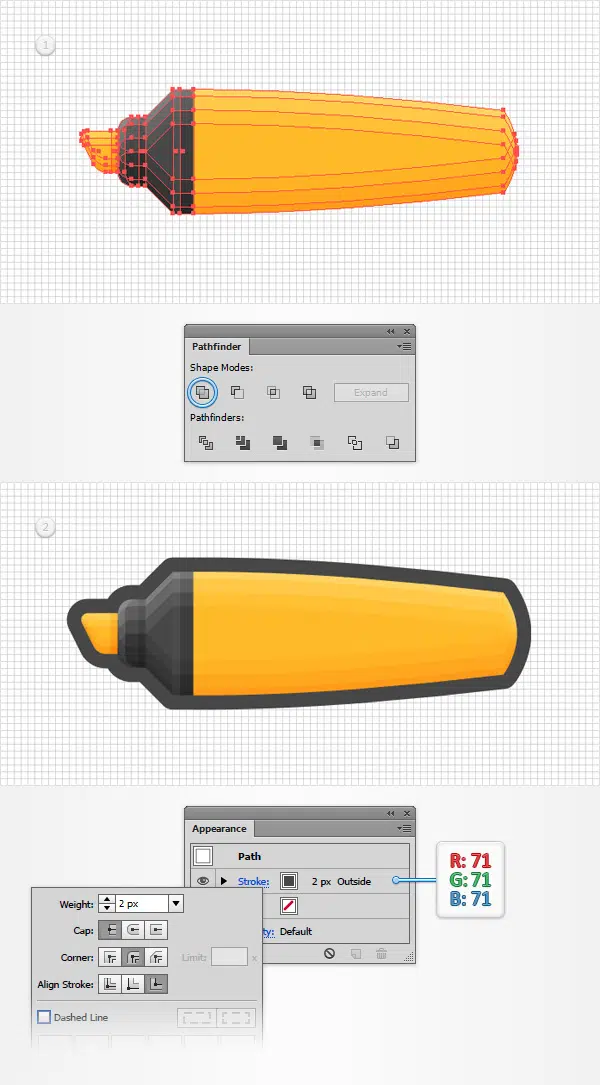 1
Pathfinder
Shape Modes:
Expand
Pathfinders:
2
Appearance
Path
Stroke: 2 px Outside
ty: Default
R: 71
G: 71
B: 71
Weight: 2 px
Cap:
Corner: Limit: x
Align Stroke:
Dashed Line